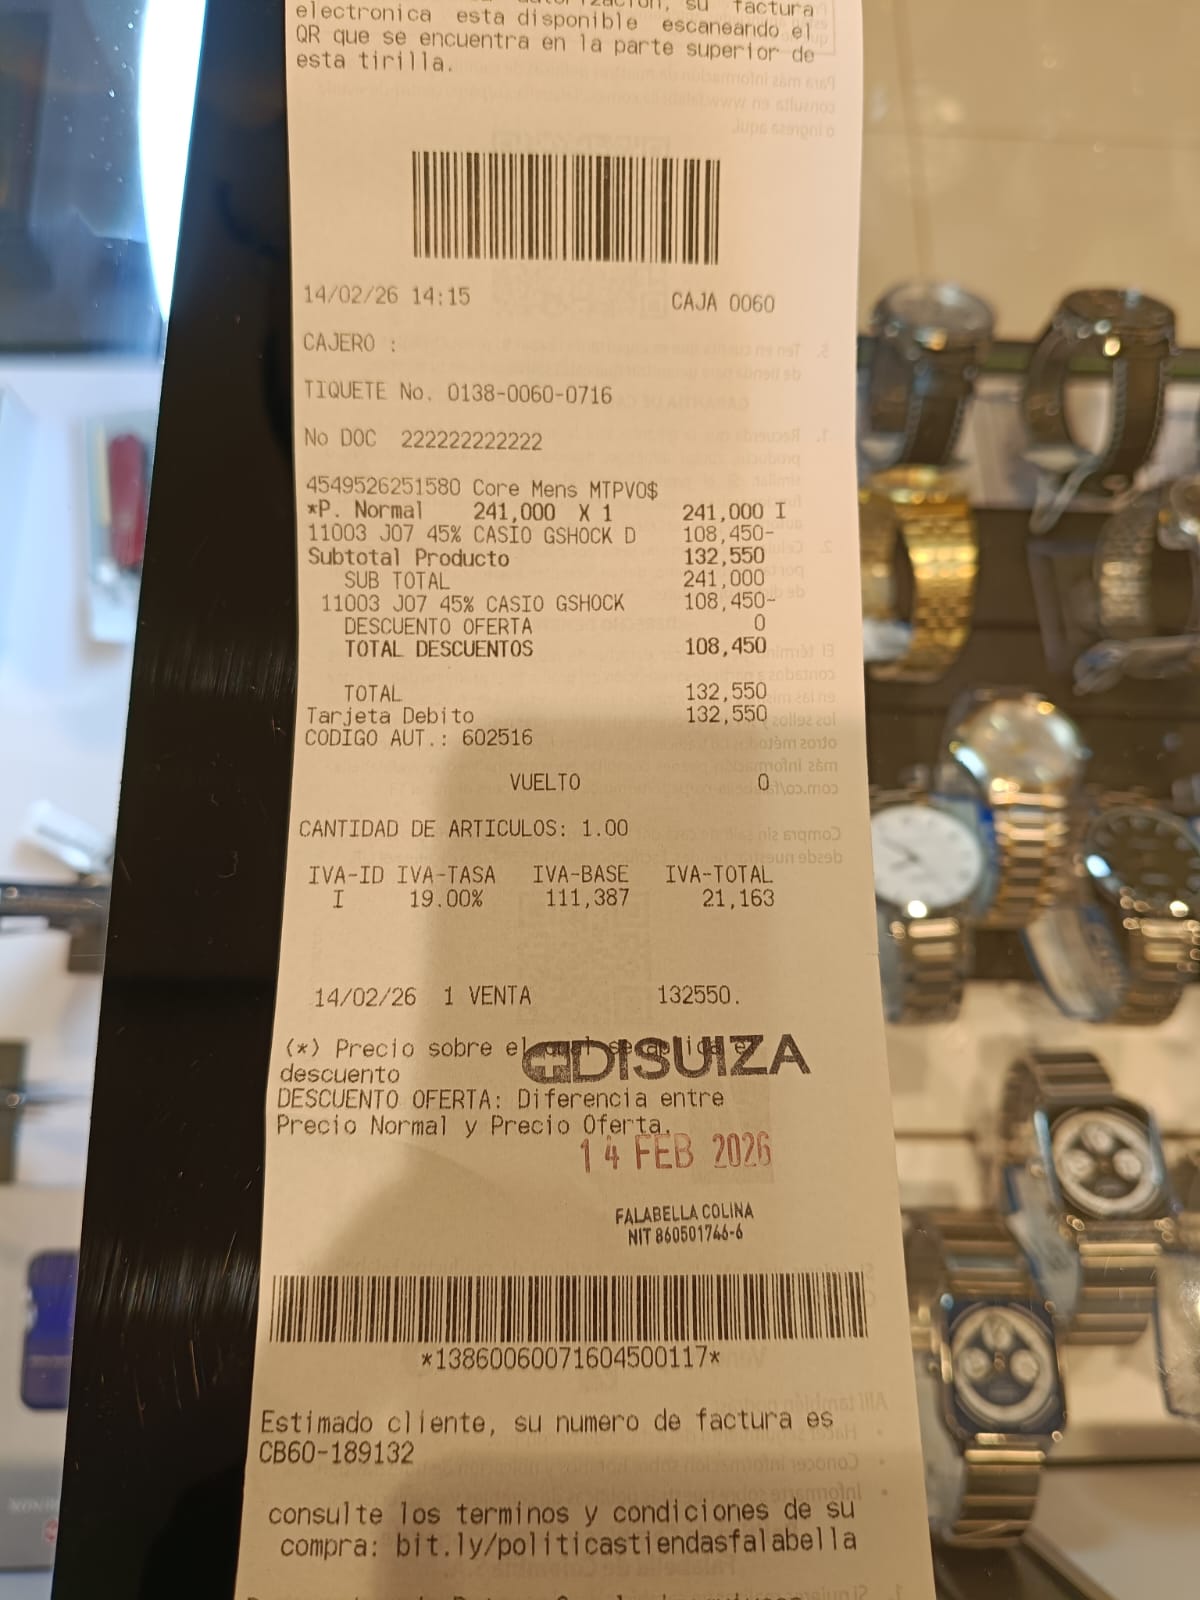 su factura
electronica esta disponible escaneando el
QR que se encuentra en la parte superior de
esta tirilla.
14/02/26 14:15 CAJA 0060
CAJERO :
TIQUETE No. 0138-0060-0716
No DOC 222222222222
4549526251580 Core Mens MTPVO$
*P. Normal 241,000 X 1 241,000 I
11003 J07 45% CASIO GSHOCK D 108,450-
Subtotal Producto 132,550
SUB TOTAL 241,000
11003 J07 45% CASIO GSHOCK 108,450-
DESCUENTO OFERTA 0
TOTAL DESCUENTOS 108,450
TOTAL 132,550
Tarjeta Debito 132,550
CODIGO AUT.: 602516
VUELTO 0
CANTIDAD DE ARTICULOS: 1.00
IVA-ID IVA-TASA IVA-BASE IVA-TOTAL
I 19.00% 111,387 21,163
14/02/26 1 VENTA 132550.
(*) Precio sobre el
DISUIZA
descuento
DESCUENTO OFERTA: Diferencia entre
Precio Normal y Precio Oferta.
14 FEB 2026
FALABELLA COLINA
NIT 860501746-6
*13860060071604500117*
Estimado cliente, su numero de factura es
CB60-189132
consulte los terminos y condiciones de su
compra: bit.ly/politicastiendasfalabella